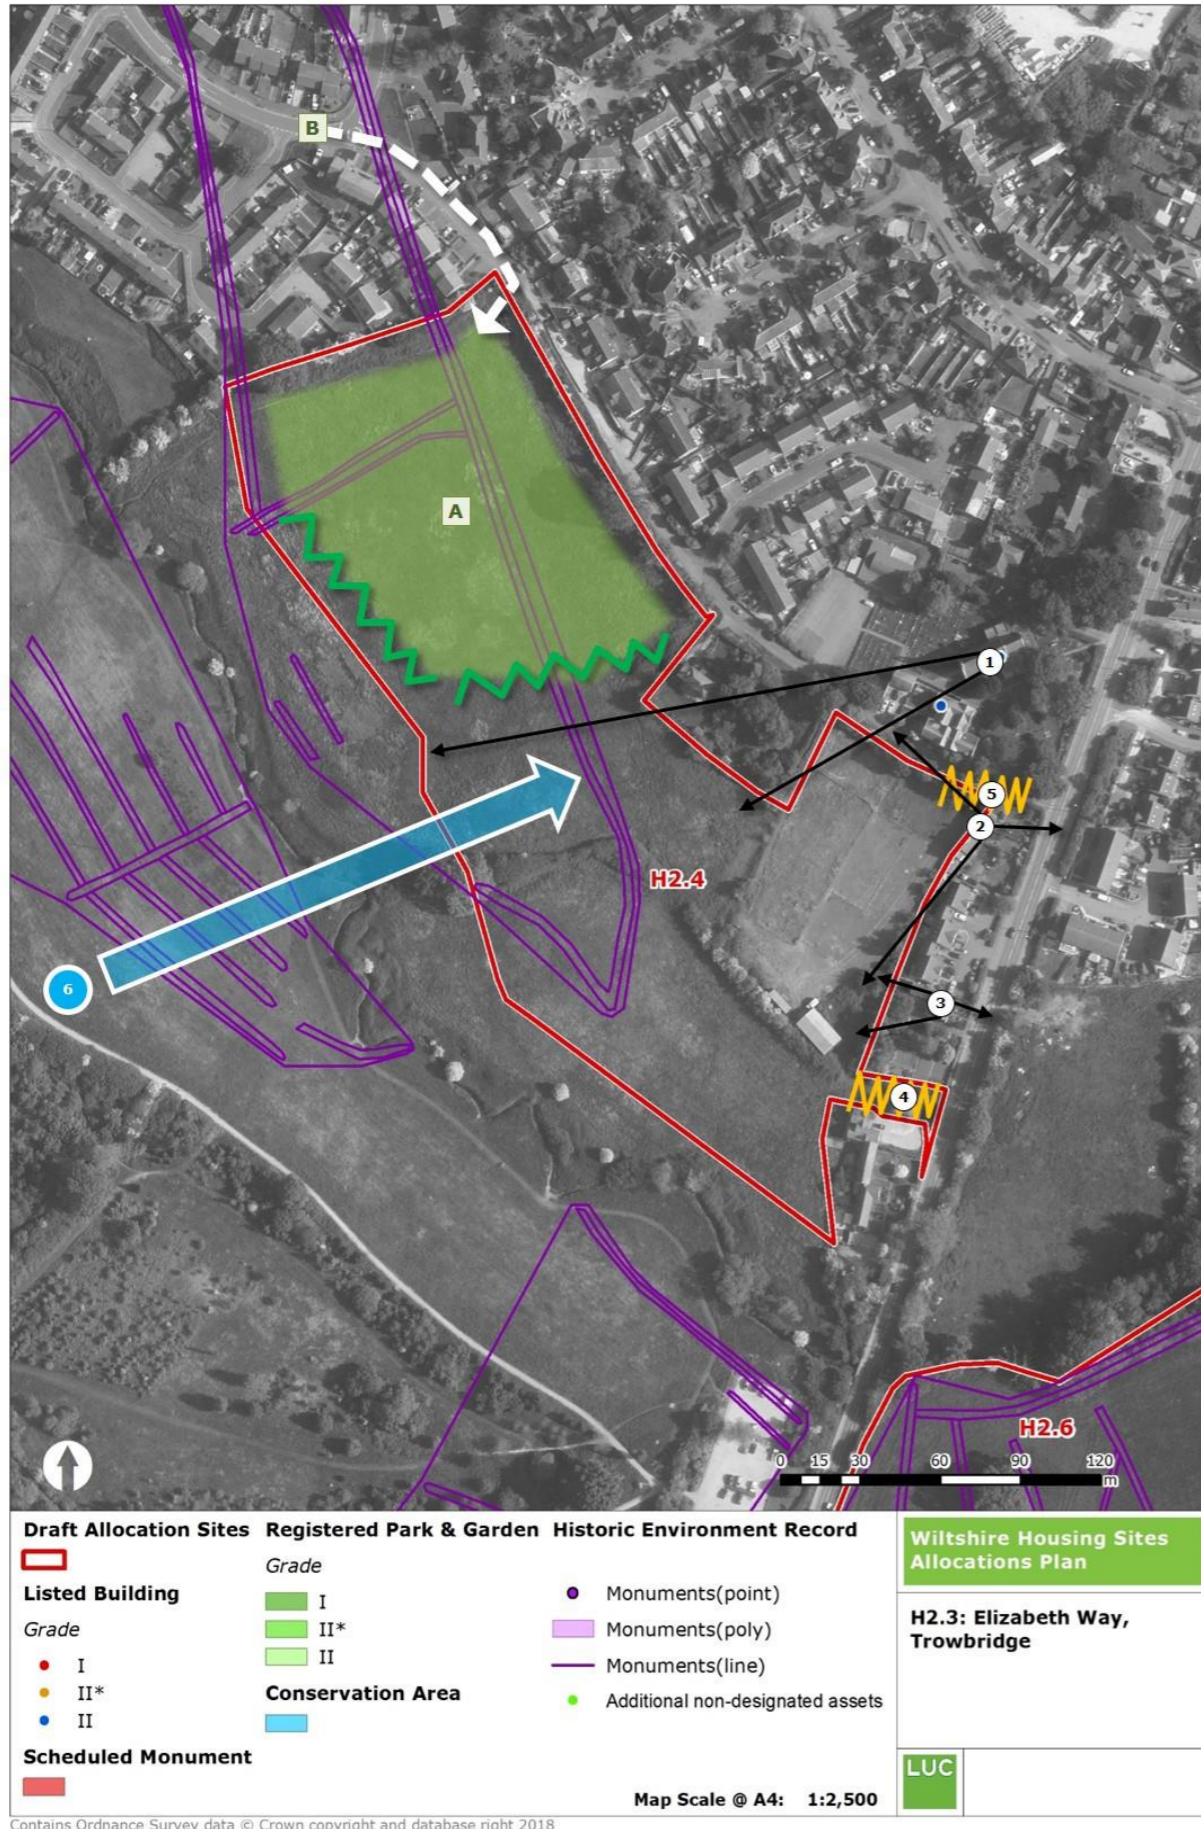 B
A
1
5
2
H2.4
3
6
4
H2.6
0 15 30 60 90 120
m
Draft Allocation Sites
Listed Building
Grade
I
II*
II
Scheduled Monument
Registered Park & Garden
Grade
I
II*
II
Conservation Area
Historic Environment Record
Monuments(point)
Monuments(poly)
Monuments(line)
Additional non-designated assets
Map Scale @ A4: 1:2,500
Wiltshire Housing Sites
Allocations Plan
H2.3: Elizabeth Way,
Trowbridge
LUC
Contains Ordnance Survey data © Crown copyright and database right 2018